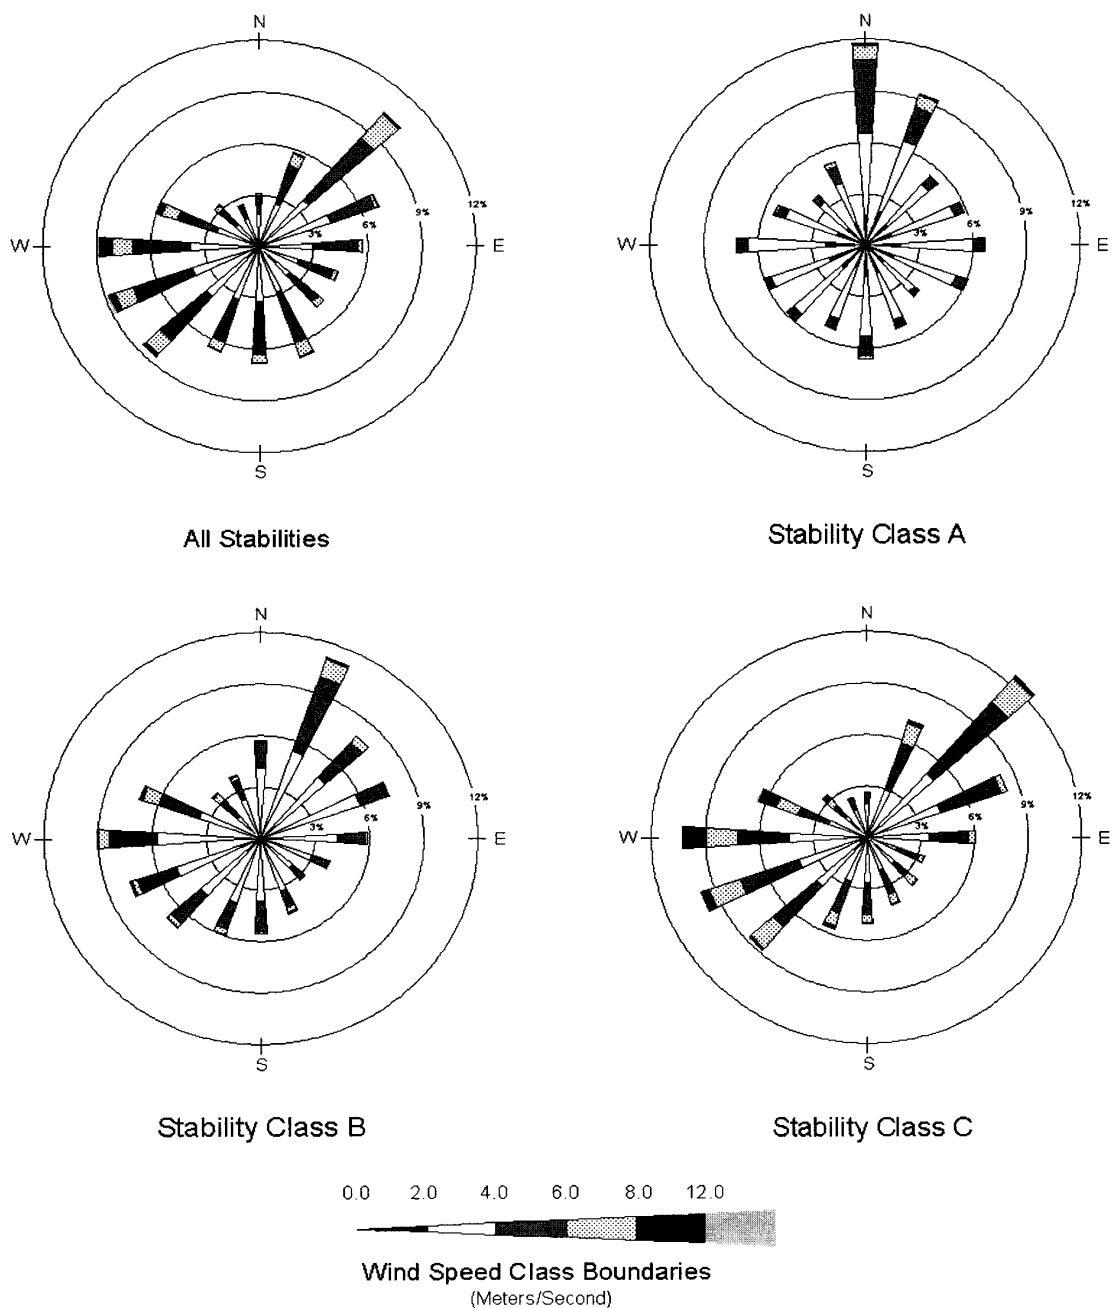 N
N
12%
9%
6%
3%
W
E
12%
9%
6%
3%
W
E
S
S
All Stabilities
Stability Class A
N
N
12%
9%
6%
3%
W
E
12%
9%
6%
3%
W
E
S
S
Stability Class B
Stability Class C
0.0 2.0 4.0 6.0 8.0 12.0
Wind Speed Class Boundaries
(Meters/Second)